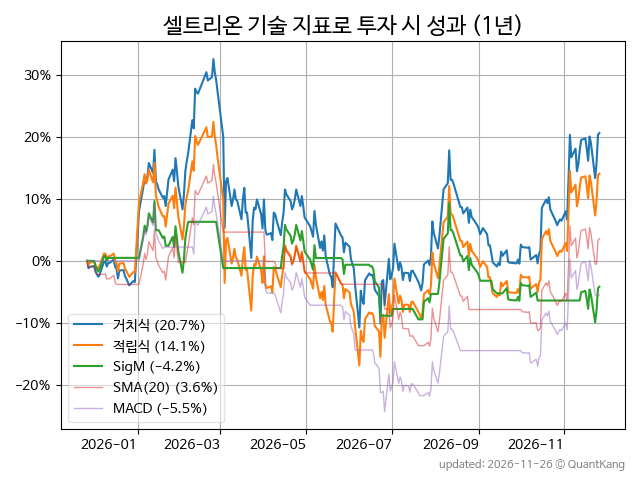 셀트리온 기술 지표로 투자 시 성과 (1년)
30%
20%
10%
0%
−10%
−20%
거치식 (20.7%)
적립식 (14.1%)
SigM (−4.2%)
SMA(20) (3.6%)
MACD (−5.5%)
2026−01 2026−03 2026−05 2026−07 2026−09 2026−11
updated: 2026−11−26 ⓒ QuantKang